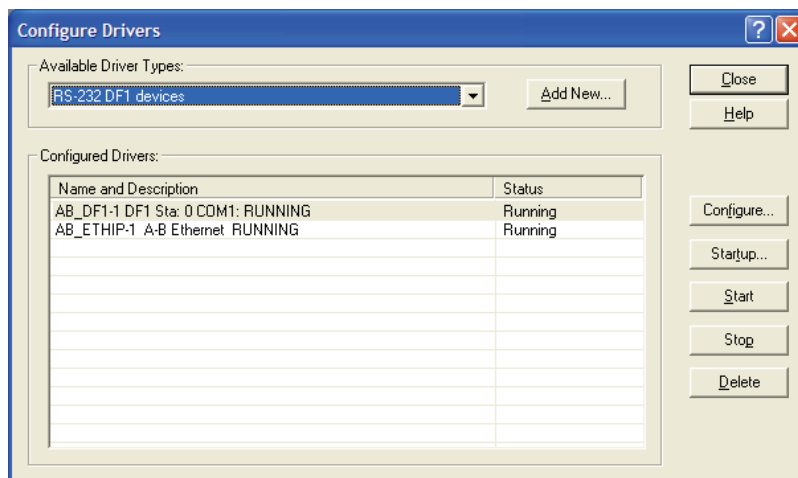 Configure Drivers
Available Driver Types:
RS-232 DF1 devices
Add New...
Close
Help
Configured Drivers:
Name and Description Status
AB_DF1-1 DF1 Sta: 0 COM1: RUNNING Running
AB_ETHIP-1 A-B Ethernet RUNNING Running
Configure...
Startup...
Start
Stop
Delete